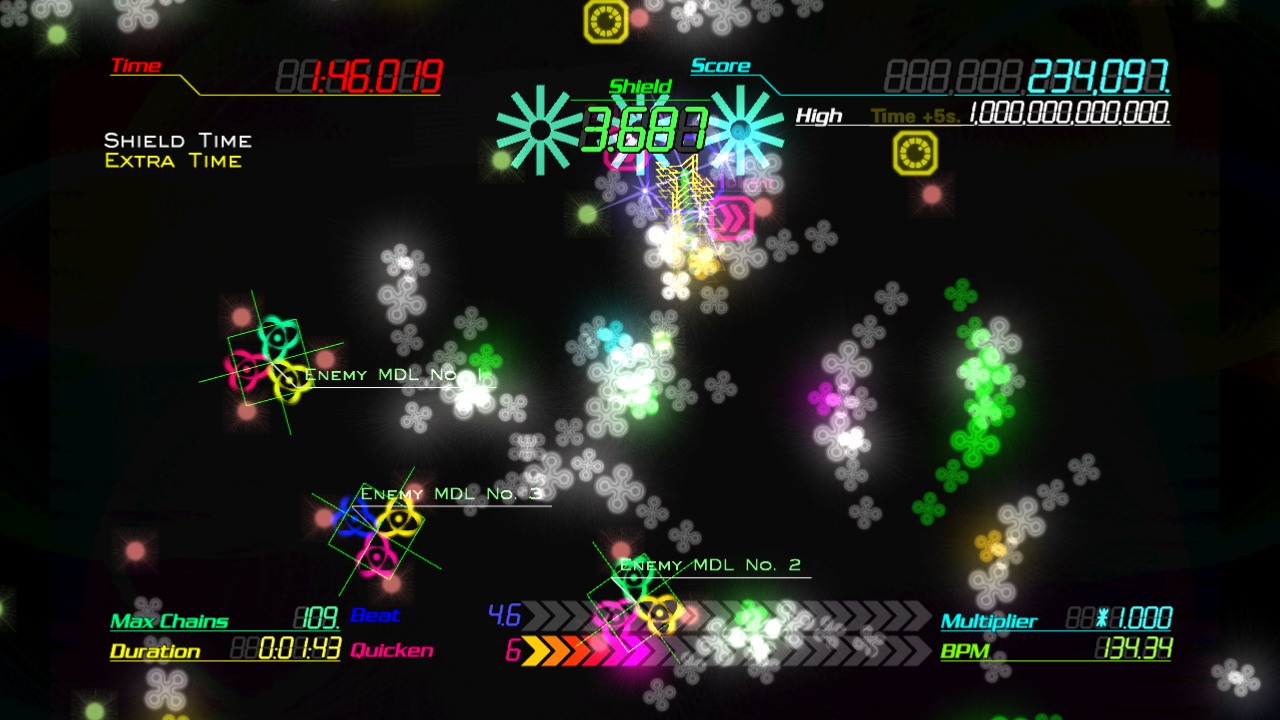 Time 1:46.019
Score 234,097.
Shield
3.687
High 1,000,000,000,000.
Time +5s.
SHIELD TIME
EXTRA TIME
ENEMY MDL No. 1
ENEMY MDL No. 3
ENEMY MDL No. 2
Max Chains 109.
Beat 4.6
Multiplier *1.000
Duration 0:01:43
Quicken 6
BPM 134.34